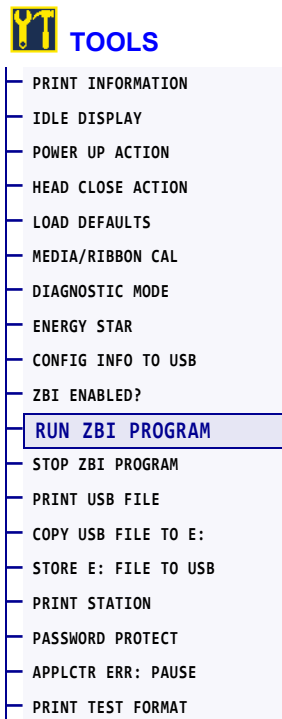 TOOLS
PRINT INFORMATION
IDLE DISPLAY
POWER UP ACTION
HEAD CLOSE ACTION
LOAD DEFAULTS
MEDIA/RIBBON CAL
DIAGNOSTIC MODE
ENERGY STAR
CONFIG INFO TO USB
ZBI ENABLED?
RUN ZBI PROGRAM
STOP ZBI PROGRAM
PRINT USB FILE
COPY USB FILE TO E:
STORE E: FILE TO USB
PRINT STATION
PASSWORD PROTECT
APPLCTR ERR: PAUSE
PRINT TEST FORMAT